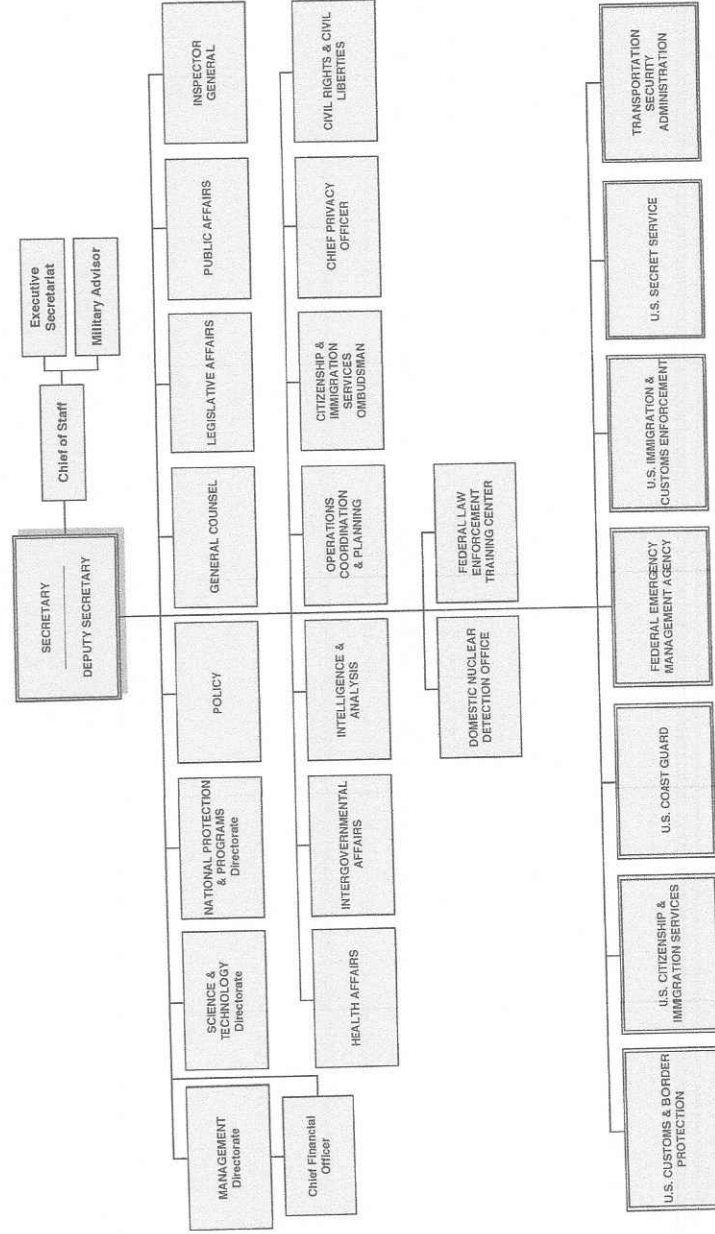 SECRETARY
DEPUTY SECRETARY
Chief of Staff
Executive
Secretariat
Military Advisor
MANAGEMENT
Directorate
Chief Financial
Officer
SCIENCE &
TECHNOLOGY
Directorate
NATIONAL PROTECTION
& PROGRAMS
Directorate
POLICY
GENERAL COUNSEL
LEGISLATIVE AFFAIRS
PUBLIC AFFAIRS
INSPECTOR
GENERAL
HEALTH AFFAIRS
INTERGOVERNMENTAL
AFFAIRS
INTELLIGENCE &
ANALYSIS
OPERATIONS
COORDINATION
& PLANNING
CITIZENSHIP &
IMMIGRATION
SERVICES
OMBUDSMAN
CHIEF PRIVACY
OFFICER
CIVIL RIGHTS & CIVIL
LIBERTIES
DOMESTIC NUCLEAR
DETECTION OFFICE
FEDERAL LAW
ENFORCEMENT
TRAINING CENTER
U.S. CUSTOMS & BORDER
PROTECTION
U.S. CITIZENSHIP &
IMMIGRATION SERVICES
U.S. COAST GUARD
FEDERAL EMERGENCY
MANAGEMENT AGENCY
U.S. IMMIGRATION &
CUSTOMS ENFORCEMENT
U.S. SECRET SERVICE
TRANSPORTATION
SECURITY
ADMINISTRATION